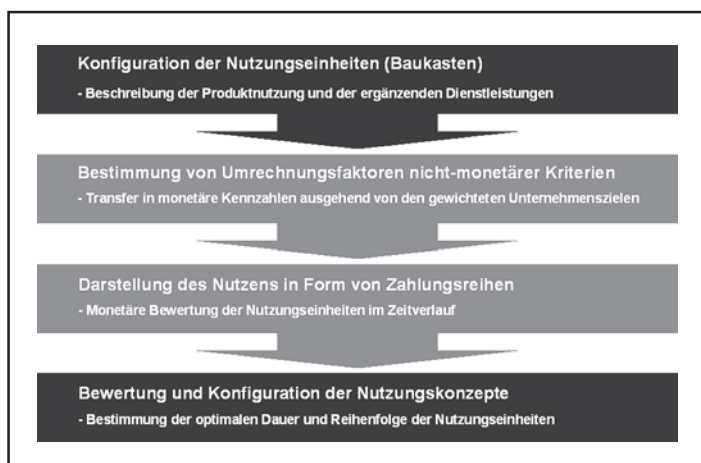 Konfiguration der Nutzungseinheiten (Baukasten)
- Beschreibung der Produktnutzung und der ergänzenden Dienstleistungen
Bestimmung von Umrechnungsfaktoren nicht-monetärer Kriterien
- Transfer in monetäre Kennzahlen ausgehend von den gewichteten Unternehmenszielen
Darstellung des Nutzens in Form von Zahlungsreihen
- Monetäre Bewertung der Nutzungseinheiten im Zeitverlauf
Bewertung und Konfiguration der Nutzungskonzepte
- Bestimmung der optimalen Dauer und Reihenfolge der Nutzungseinheiten